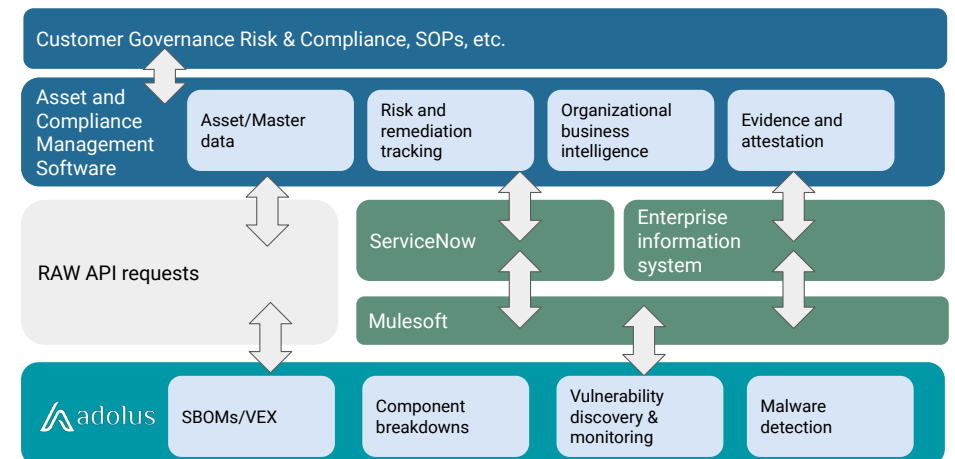 Customer Governance Risk & Compliance, SOPs, etc.
Asset and
Compliance
Management
Software
Asset/Master
data
Risk and
remediation
tracking
Organizational
business
intelligence
Evidence and
attestation
RAW API requests
ServiceNow
Enterprise
information
system
Mulesoft
adolus
SBOMs/VEX
Component
breakdowns
Vulnerability
discovery &
monitoring
Malware
detection